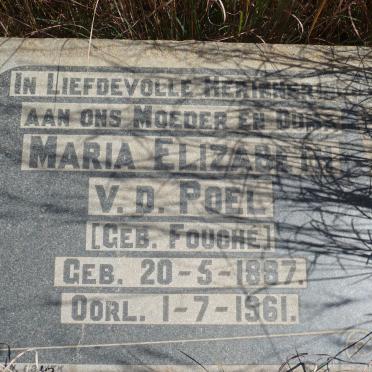 IN LIEFDEVOLLE HERINNERING
AAN ONS MOEDER EN OUMA
MARIA ELIZABETH
V.D. POEL
[GEB. FOUCHÉ]
GEB. 20-5-1887.
OORL. 1-7-1961.